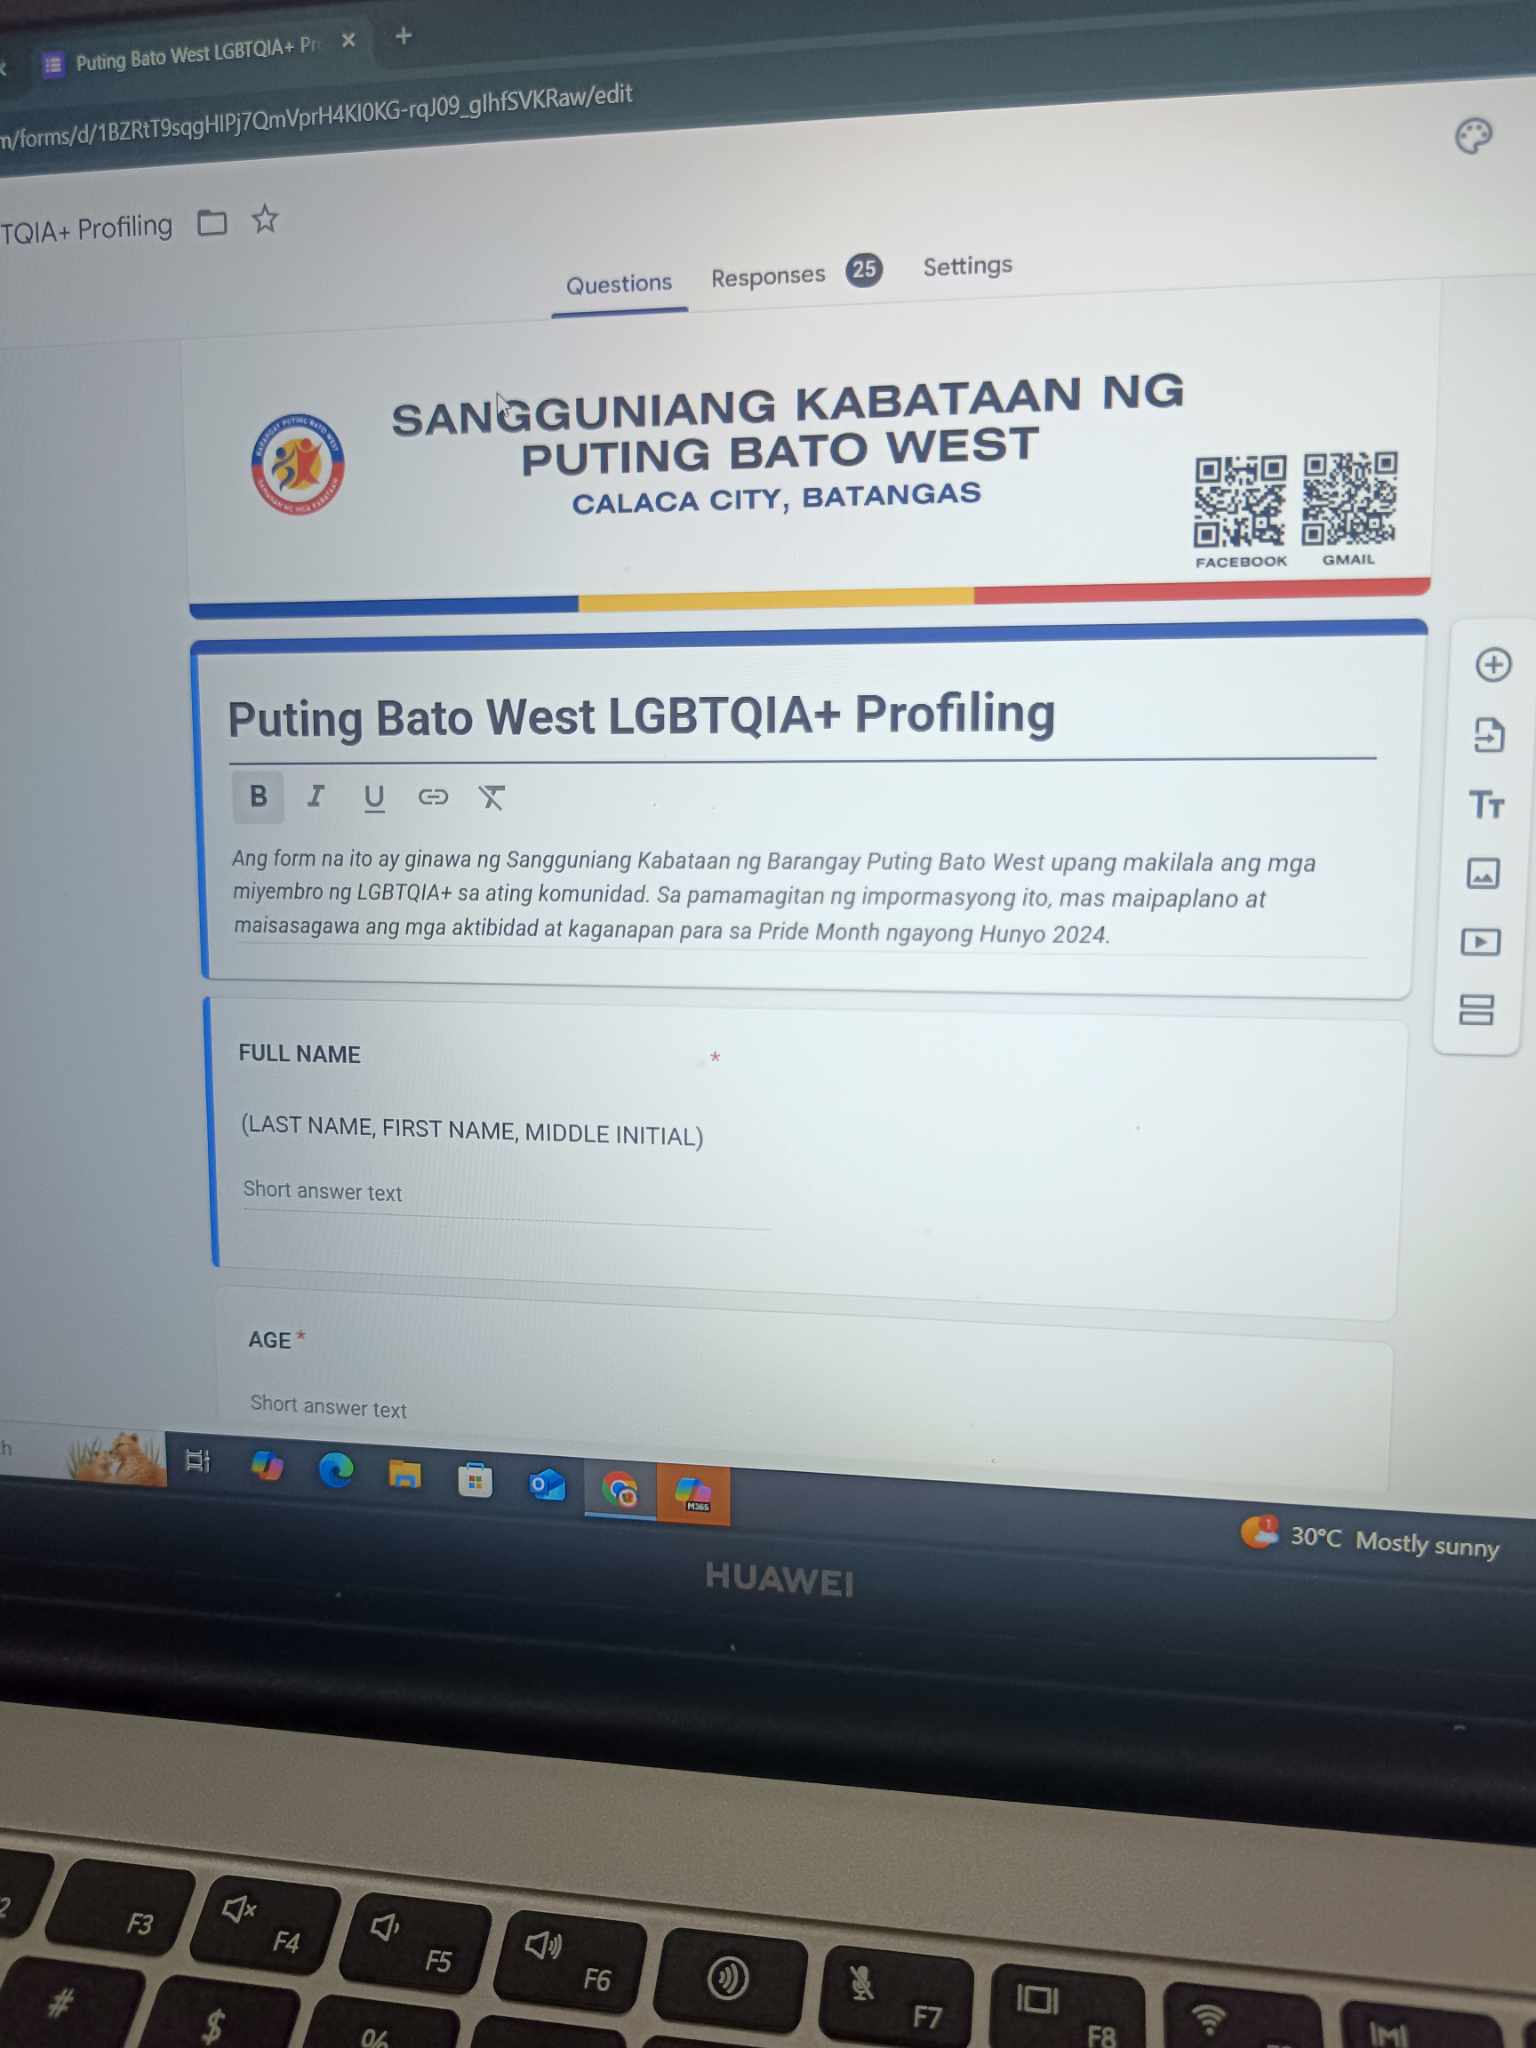 Puting Bato West LGBTQIA+ Pr
m/forms/d/1BZRtT9sqgHIPj7QmVprH4KI0KG-rqJ09_gIhfSVKRaw/edit
TQIA+ Profiling
Questions Responses 25 Settings
SANGGUNIANG KABATAAN NG
PUTING BATO WEST
CALACA CITY, BATANGAS
FACEBOOK GMAIL
Puting Bato West LGBTQIA+ Profiling
B I U
Ang form na ito ay ginawa ng Sangguniang Kabataan ng Barangay Puting Bato West upang makilala ang mga
miyembro ng LGBTQIA+ sa ating komunidad. Sa pamamagitan ng impormasyong ito, mas maipaplano at
maisasagawa ang mga aktibidad at kaganapan para sa Pride Month ngayong Hunyo 2024.
FULL NAME *
(LAST NAME, FIRST NAME, MIDDLE INITIAL)
Short answer text
AGE *
Short answer text
M365
1 30°C Mostly sunny
HUAWEI
F3 F4 F5 F6 F7 F8
# $ %